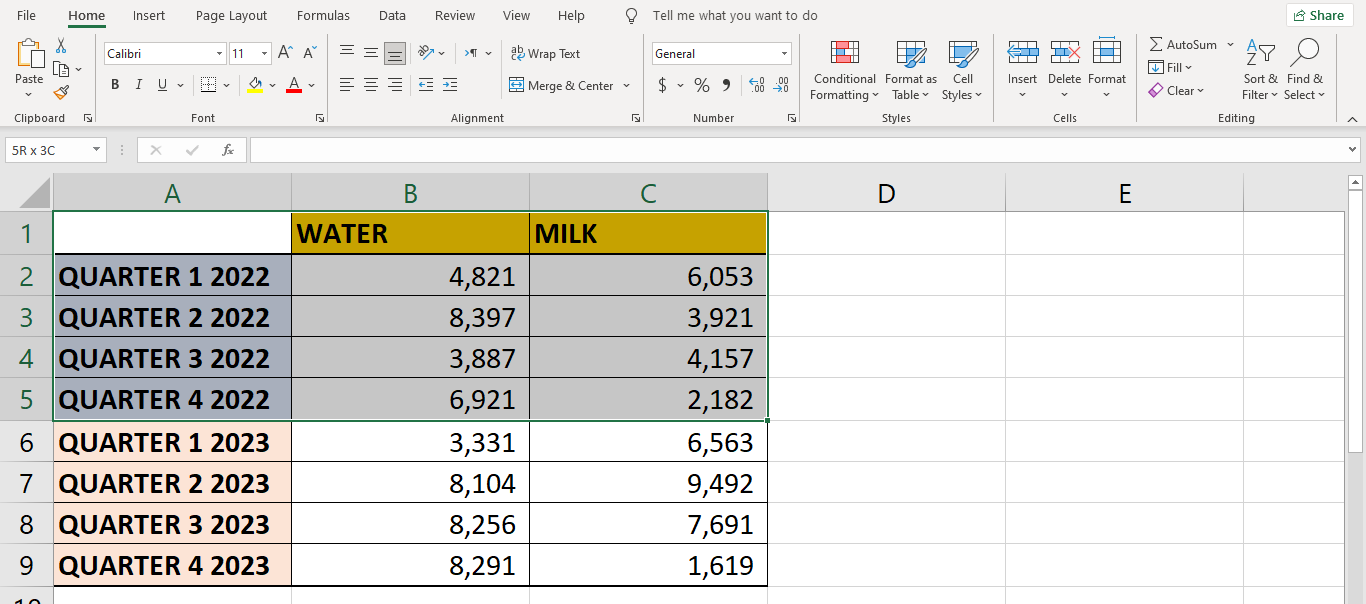 File Home Insert Page Layout Formulas Data Review View Help Tell me what you want to do Share
Calibri 11 A^ A˅ ab Wrap Text General Σ AutoSum
Paste B I U A Merge & Center $ % 9 Conditional Formatting Format as Table Cell Styles Insert Delete Format Fill Clear Sort & Filter Find & Select
Clipboard Font Alignment Number Styles Cells Editing
5R x 3C fx
A B C D E
1 WATER MILK
2 QUARTER 1 2022 4,821 6,053
3 QUARTER 2 2022 8,397 3,921
4 QUARTER 3 2022 3,887 4,157
5 QUARTER 4 2022 6,921 2,182
6 QUARTER 1 2023 3,331 6,563
7 QUARTER 2 2023 8,104 9,492
8 QUARTER 3 2023 8,256 7,691
9 QUARTER 4 2023 8,291 1,619
10